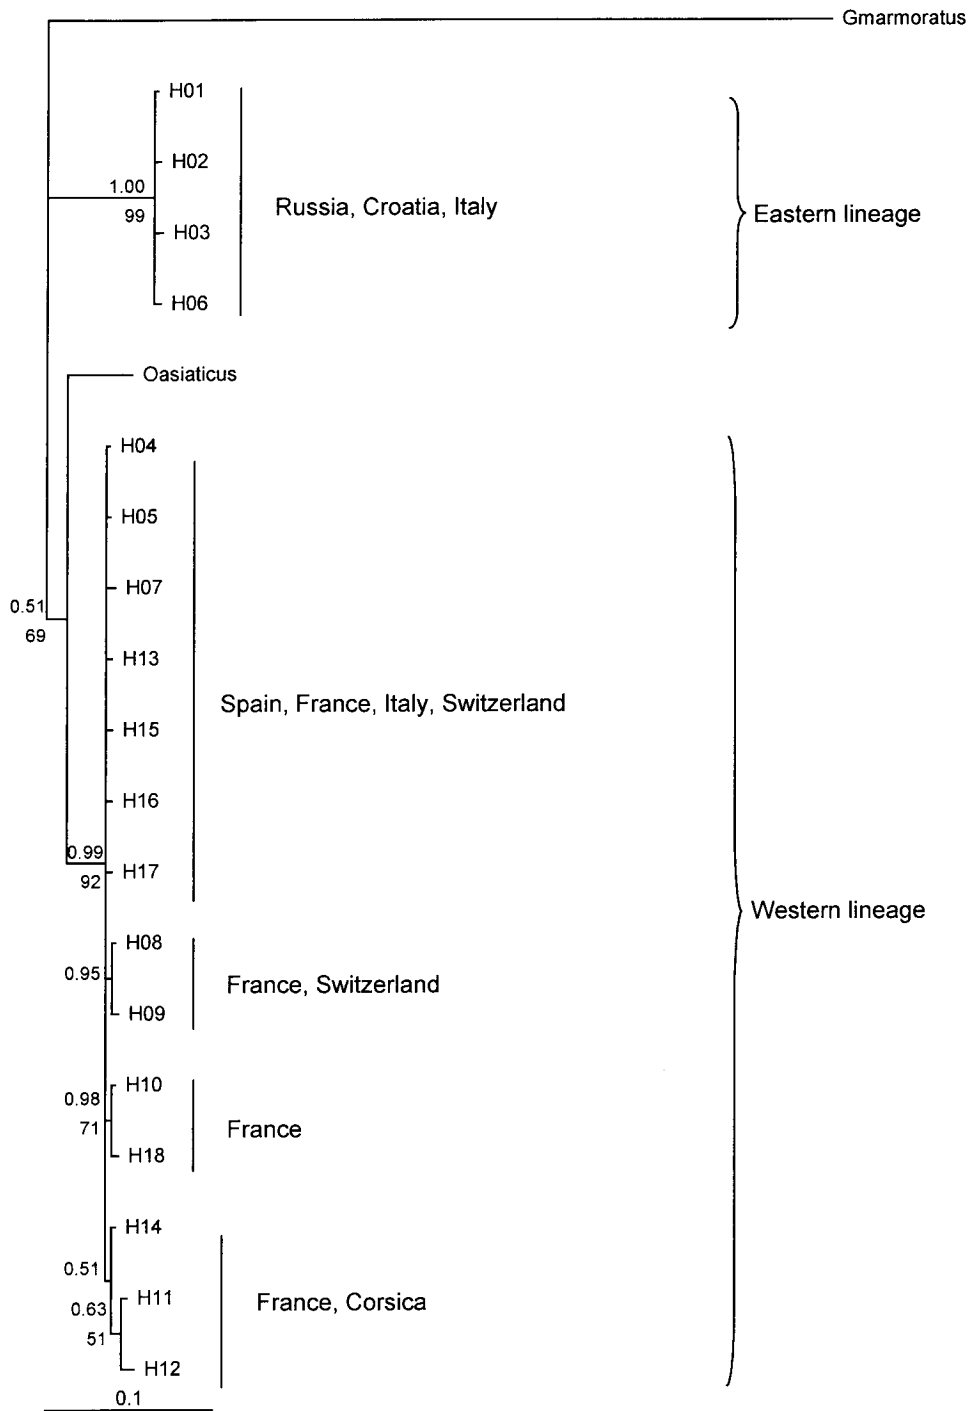 Gmarmoratus
H01
H02
1.00
99
Russia, Croatia, Italy
Eastern lineage
H03
H06
Oasiaticus
H04
H05
H07
0.51
69
H13
Spain, France, Italy, Switzerland
H15
H16
0.99
92
H17
Western lineage
H08
0.95
France, Switzerland
H09
H10
0.98
71
France
H18
H14
0.51
H11
0.63
51
France, Corsica
H12
0.1